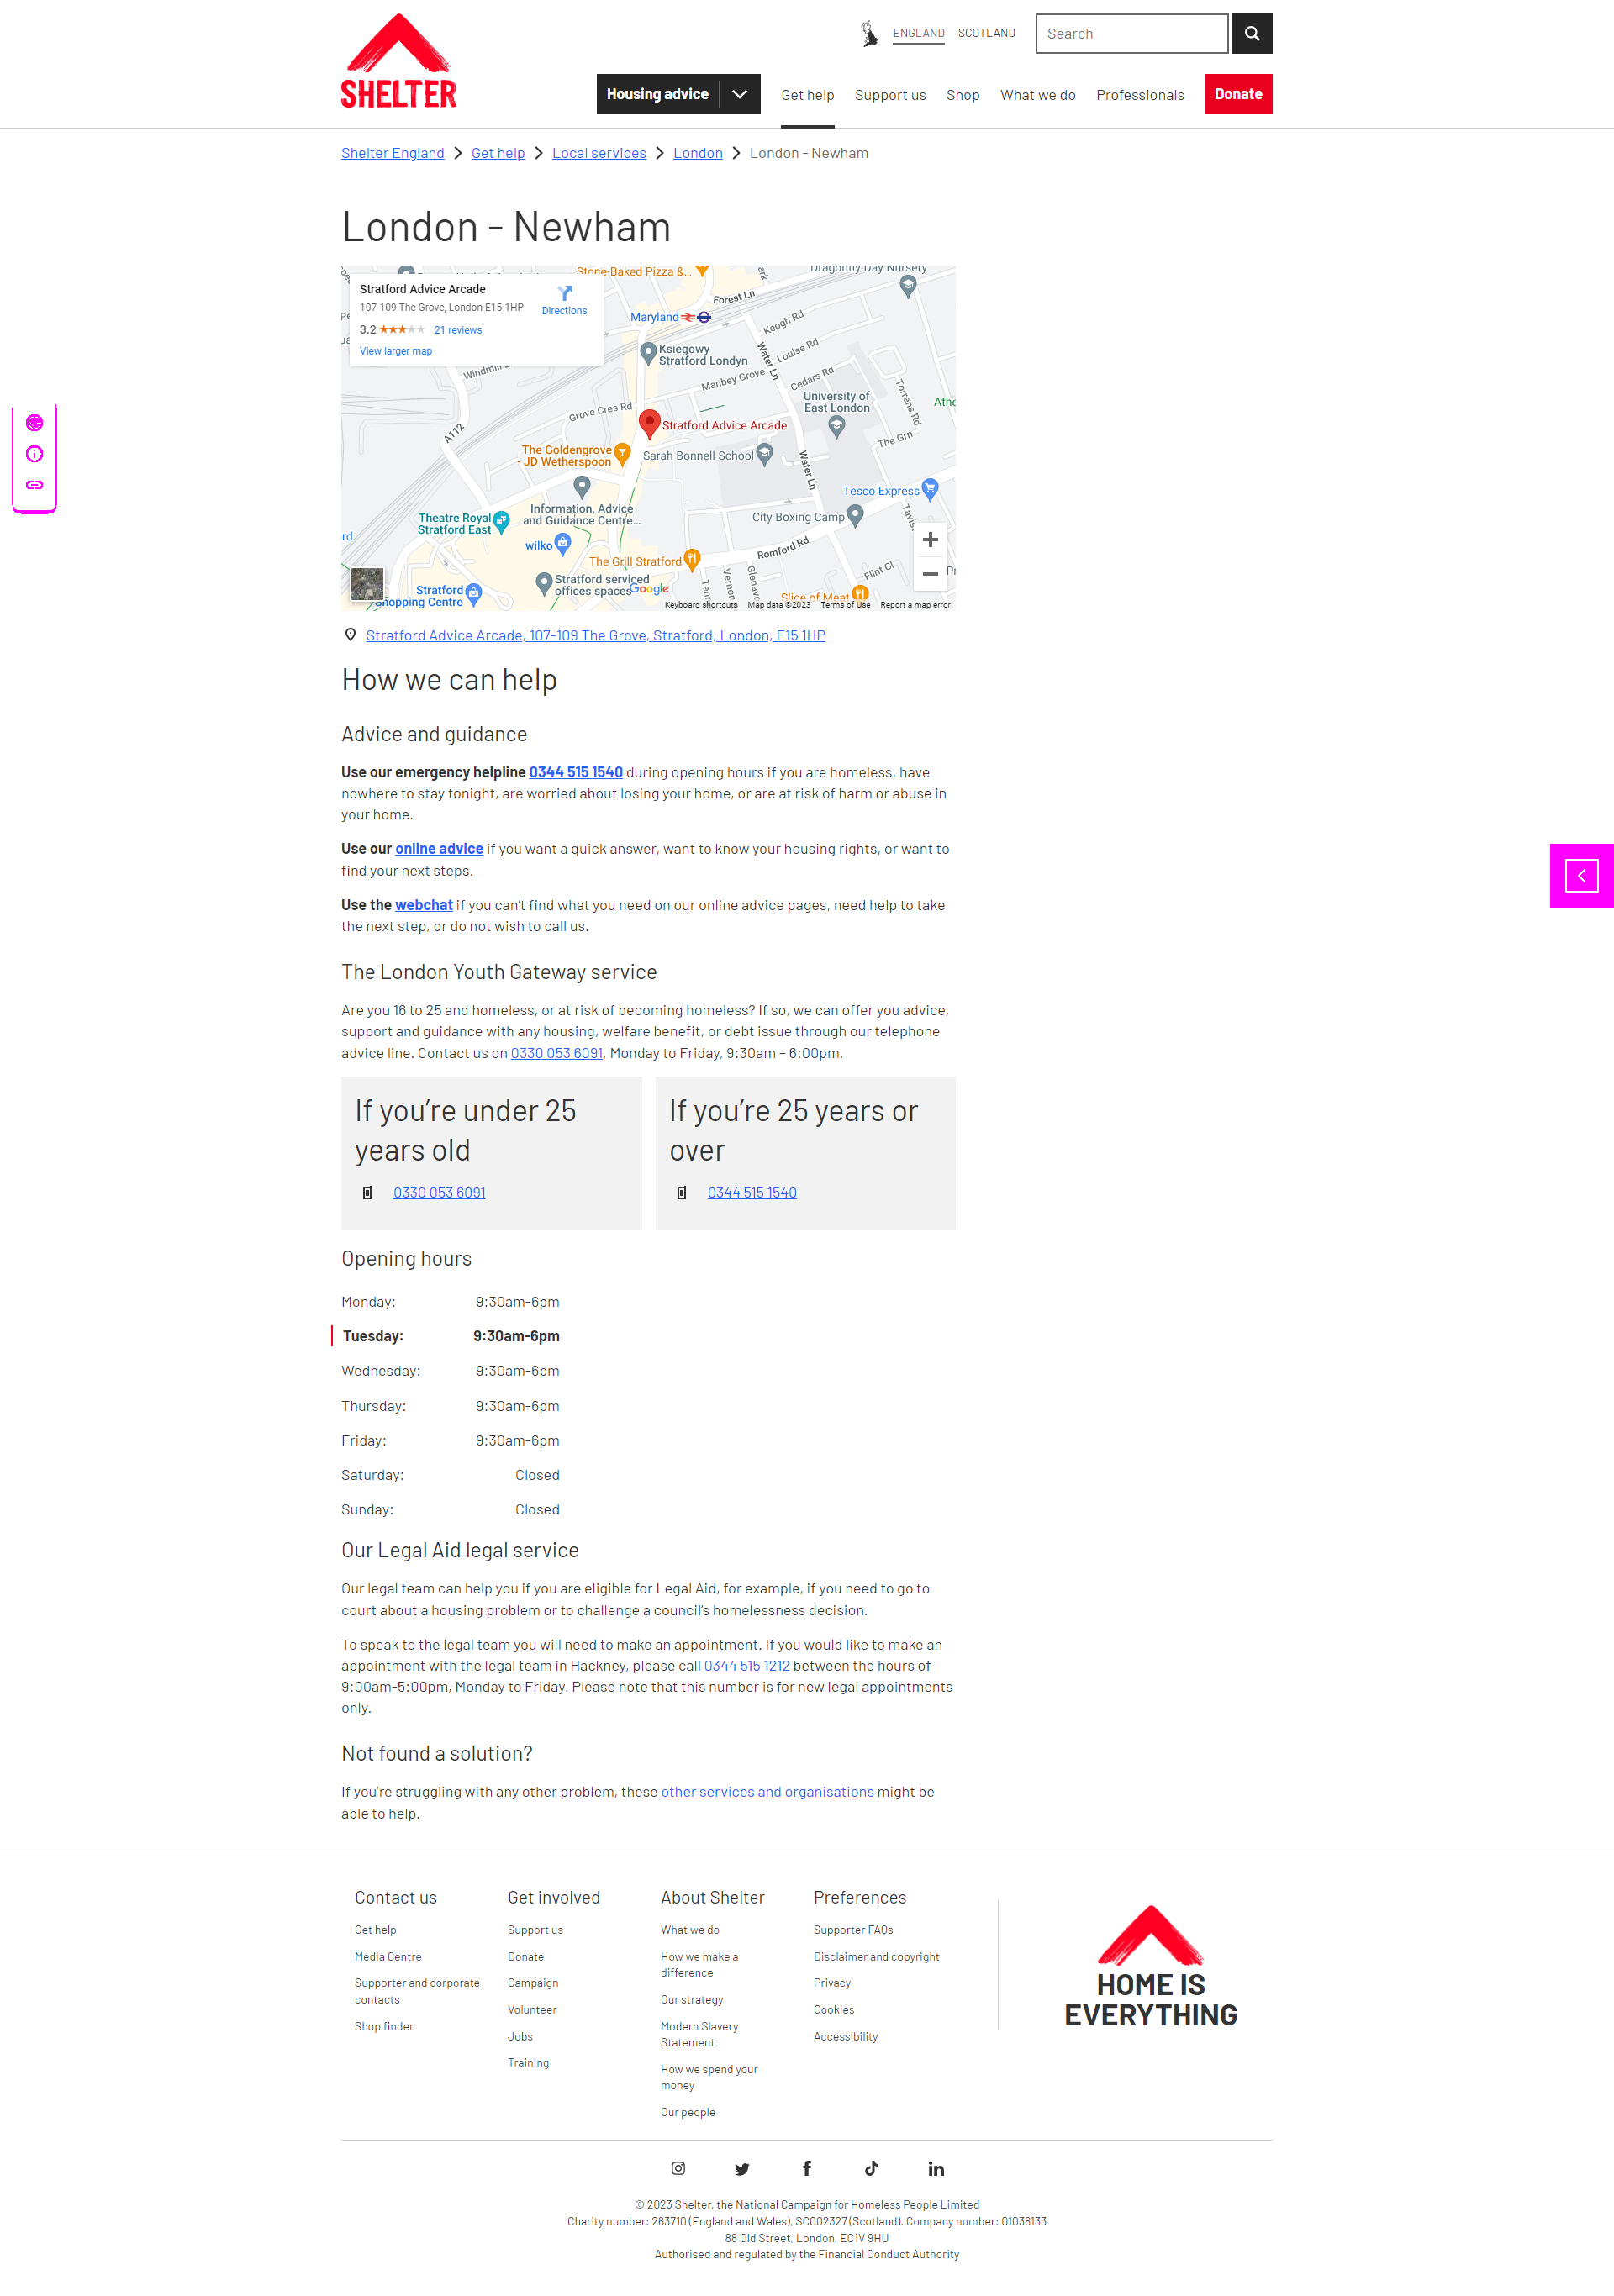 SHELTER
ENGLAND
SCOTLAND
Search
Housing advice
Get help
Support us
Shop
What we do
Professionals
Donate
Shelter England
Get help
Local services
London
London - Newham
London - Newham
Stone-Baked Pizza &...
Dragonfly Day Nursery
Stratford Advice Arcade
107-109 The Grove, London E15 1HP
Directions
3.2
21 reviews
View larger map
Forest Ln
Maryland
Keogh Rd
Water Ln
Louise Rd
Ksiegowy
Stratford Londyn
Manbey Grove
Cedars Rd
Torrens Rd
Grove Cres Rd
University of
East London
A112
Stratford Advice Arcade
The Grn
The Goldengrove
- JD Wetherspoon
Sarah Bonnell School
Water Ln
Tesco Express
Information, Advice
and Guidance Centre...
City Boxing Camp
Theatre Royal
Stratford East
wilko
Romford Rd
The Grill Stratford
Flint Cl
Stratford serviced
offices spaces
Google
Stratford
Shopping Centre
Vernon
Slice of Meat
Keyboard shortcuts
Map data ©2023
Terms of Use
Report a map error
Stratford Advice Arcade, 107-109 The Grove, Stratford, London, E15 1HP
How we can help
Advice and guidance
Use our emergency helpline 0344 515 1540 during opening hours if you are homeless, have
nowhere to stay tonight, are worried about losing your home, or are at risk of harm or abuse in
your home.
Use our online advice if you want a quick answer, want to know your housing rights, or want to
find your next steps.
Use the webchat if you can't find what you need on our online advice pages, need help to take
the next step, or do not wish to call us.
The London Youth Gateway service
Are you 16 to 25 and homeless, or at risk of becoming homeless? If so, we can offer you advice,
support and guidance with any housing, welfare benefit, or debt issue through our telephone
advice line. Contact us on 0330 053 6091, Monday to Friday, 9:30am – 6:00pm.
If you're under 25
years old
0330 053 6091
If you're 25 years or
over
0344 515 1540
Opening hours
Monday: 9:30am-6pm
Tuesday: 9:30am-6pm
Wednesday: 9:30am-6pm
Thursday: 9:30am-6pm
Friday: 9:30am-6pm
Saturday: Closed
Sunday: Closed
Our Legal Aid legal service
Our legal team can help you if you are eligible for Legal Aid, for example, if you need to go to
court about a housing problem or to challenge a council's homelessness decision.
To speak to the legal team you will need to make an appointment. If you would like to make an
appointment with the legal team in Hackney, please call 0344 515 1212 between the hours of
9:00am-5:00pm, Monday to Friday. Please note that this number is for new legal appointments
only.
Not found a solution?
If you're struggling with any other problem, these other services and organisations might be
able to help.
Contact us
Get help
Media Centre
Supporter and corporate
contacts
Shop finder
Get involved
Support us
Donate
Campaign
Volunteer
Jobs
Training
About Shelter
What we do
How we make a
difference
Our strategy
Modern Slavery
Statement
How we spend your
money
Our people
Preferences
Supporter FAQs
Disclaimer and copyright
Privacy
Cookies
Accessibility
HOME IS
EVERYTHING
© 2023 Shelter, the National Campaign for Homeless People Limited
Charity number: 263710 (England and Wales), SC002327 (Scotland). Company number: 01038133
88 Old Street, London, EC1V 9HU
Authorised and regulated by the Financial Conduct Authority